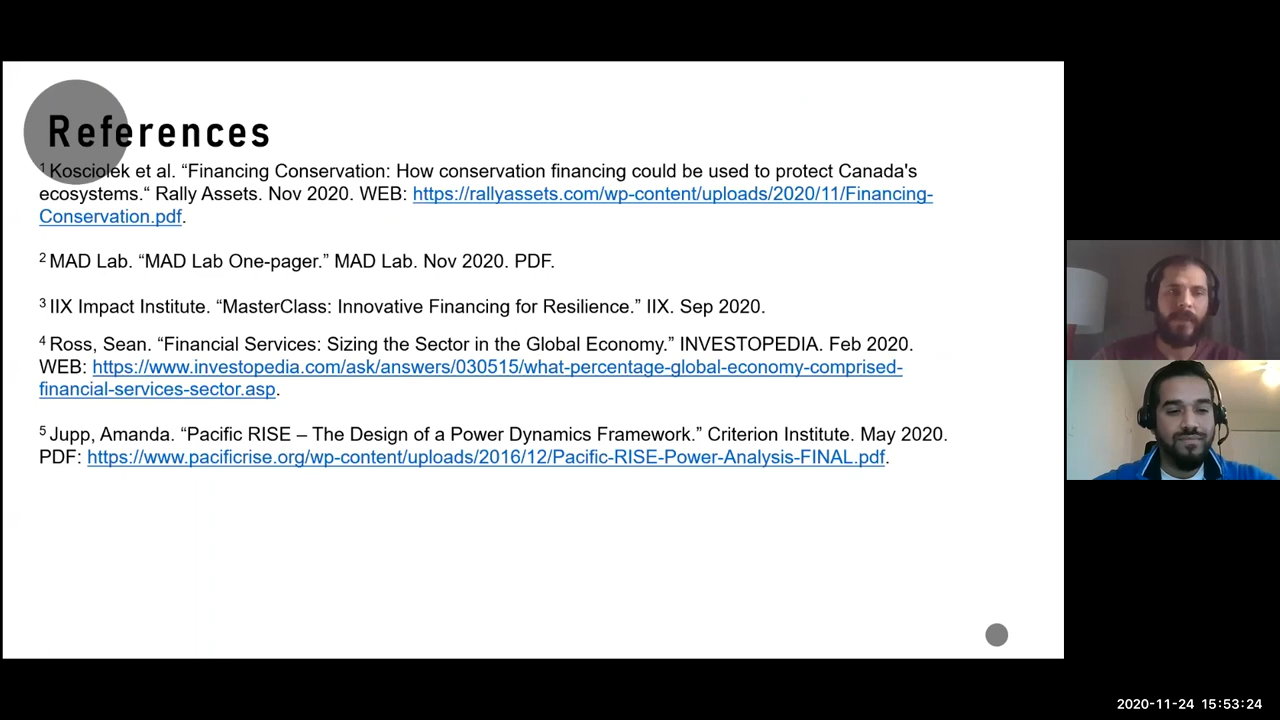 References
¹ Kosciolek et al. “Financing Conservation: How conservation financing could be used to protect Canada's
ecosystems.“ Rally Assets. Nov 2020. WEB: https://rallyassets.com/wp-content/uploads/2020/11/Financing-
Conservation.pdf.
² MAD Lab. “MAD Lab One-pager.” MAD Lab. Nov 2020. PDF.
³ IIX Impact Institute. “MasterClass: Innovative Financing for Resilience.” IIX. Sep 2020.
⁴ Ross, Sean. “Financial Services: Sizing the Sector in the Global Economy.” INVESTOPEDIA. Feb 2020.
WEB: https://www.investopedia.com/ask/answers/030515/what-percentage-global-economy-comprised-
financial-services-sector.asp.
⁵ Jupp, Amanda. “Pacific RISE – The Design of a Power Dynamics Framework.” Criterion Institute. May 2020.
PDF: https://www.pacificrise.org/wp-content/uploads/2016/12/Pacific-RISE-Power-Analysis-FINAL.pdf.
2020-11-24 15:53:24